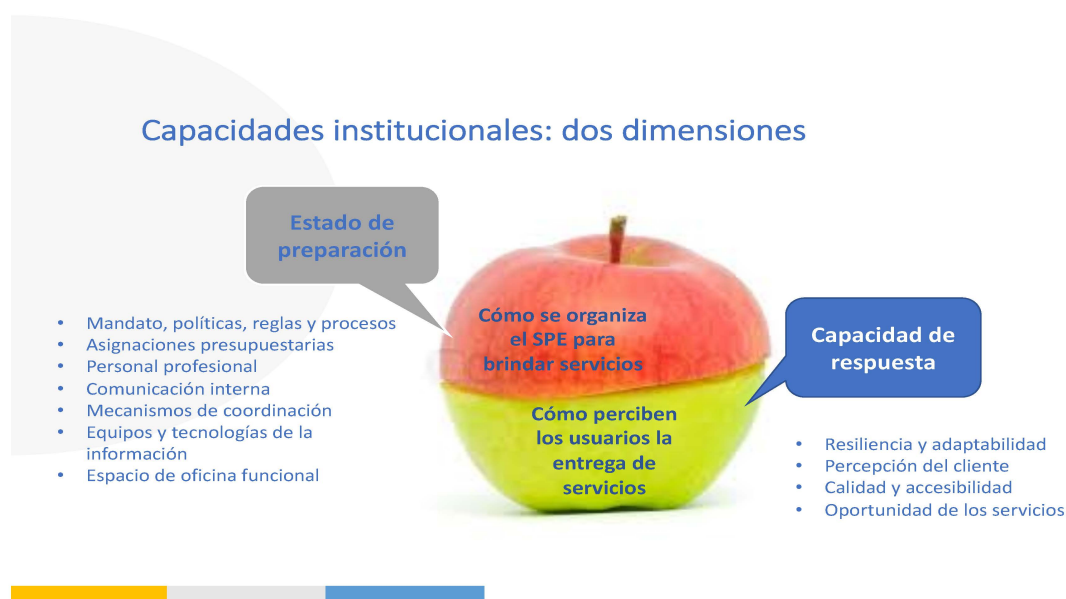 Capacidades institucionales: dos dimensiones
Estado de
preparación
• Mandato, políticas, reglas y procesos
• Asignaciones presupuestarias
• Personal profesional
• Comunicación interna
• Mecanismos de coordinación
• Equipos y tecnologías de la
información
• Espacio de oficina funcional
Cómo se organiza
el SPE para
brindar servicios
Cómo perciben
los usuarios la
entrega de
servicios
Capacidad de
respuesta
• Resiliencia y adaptabilidad
• Percepción del cliente
• Calidad y accesibilidad
• Oportunidad de los servicios